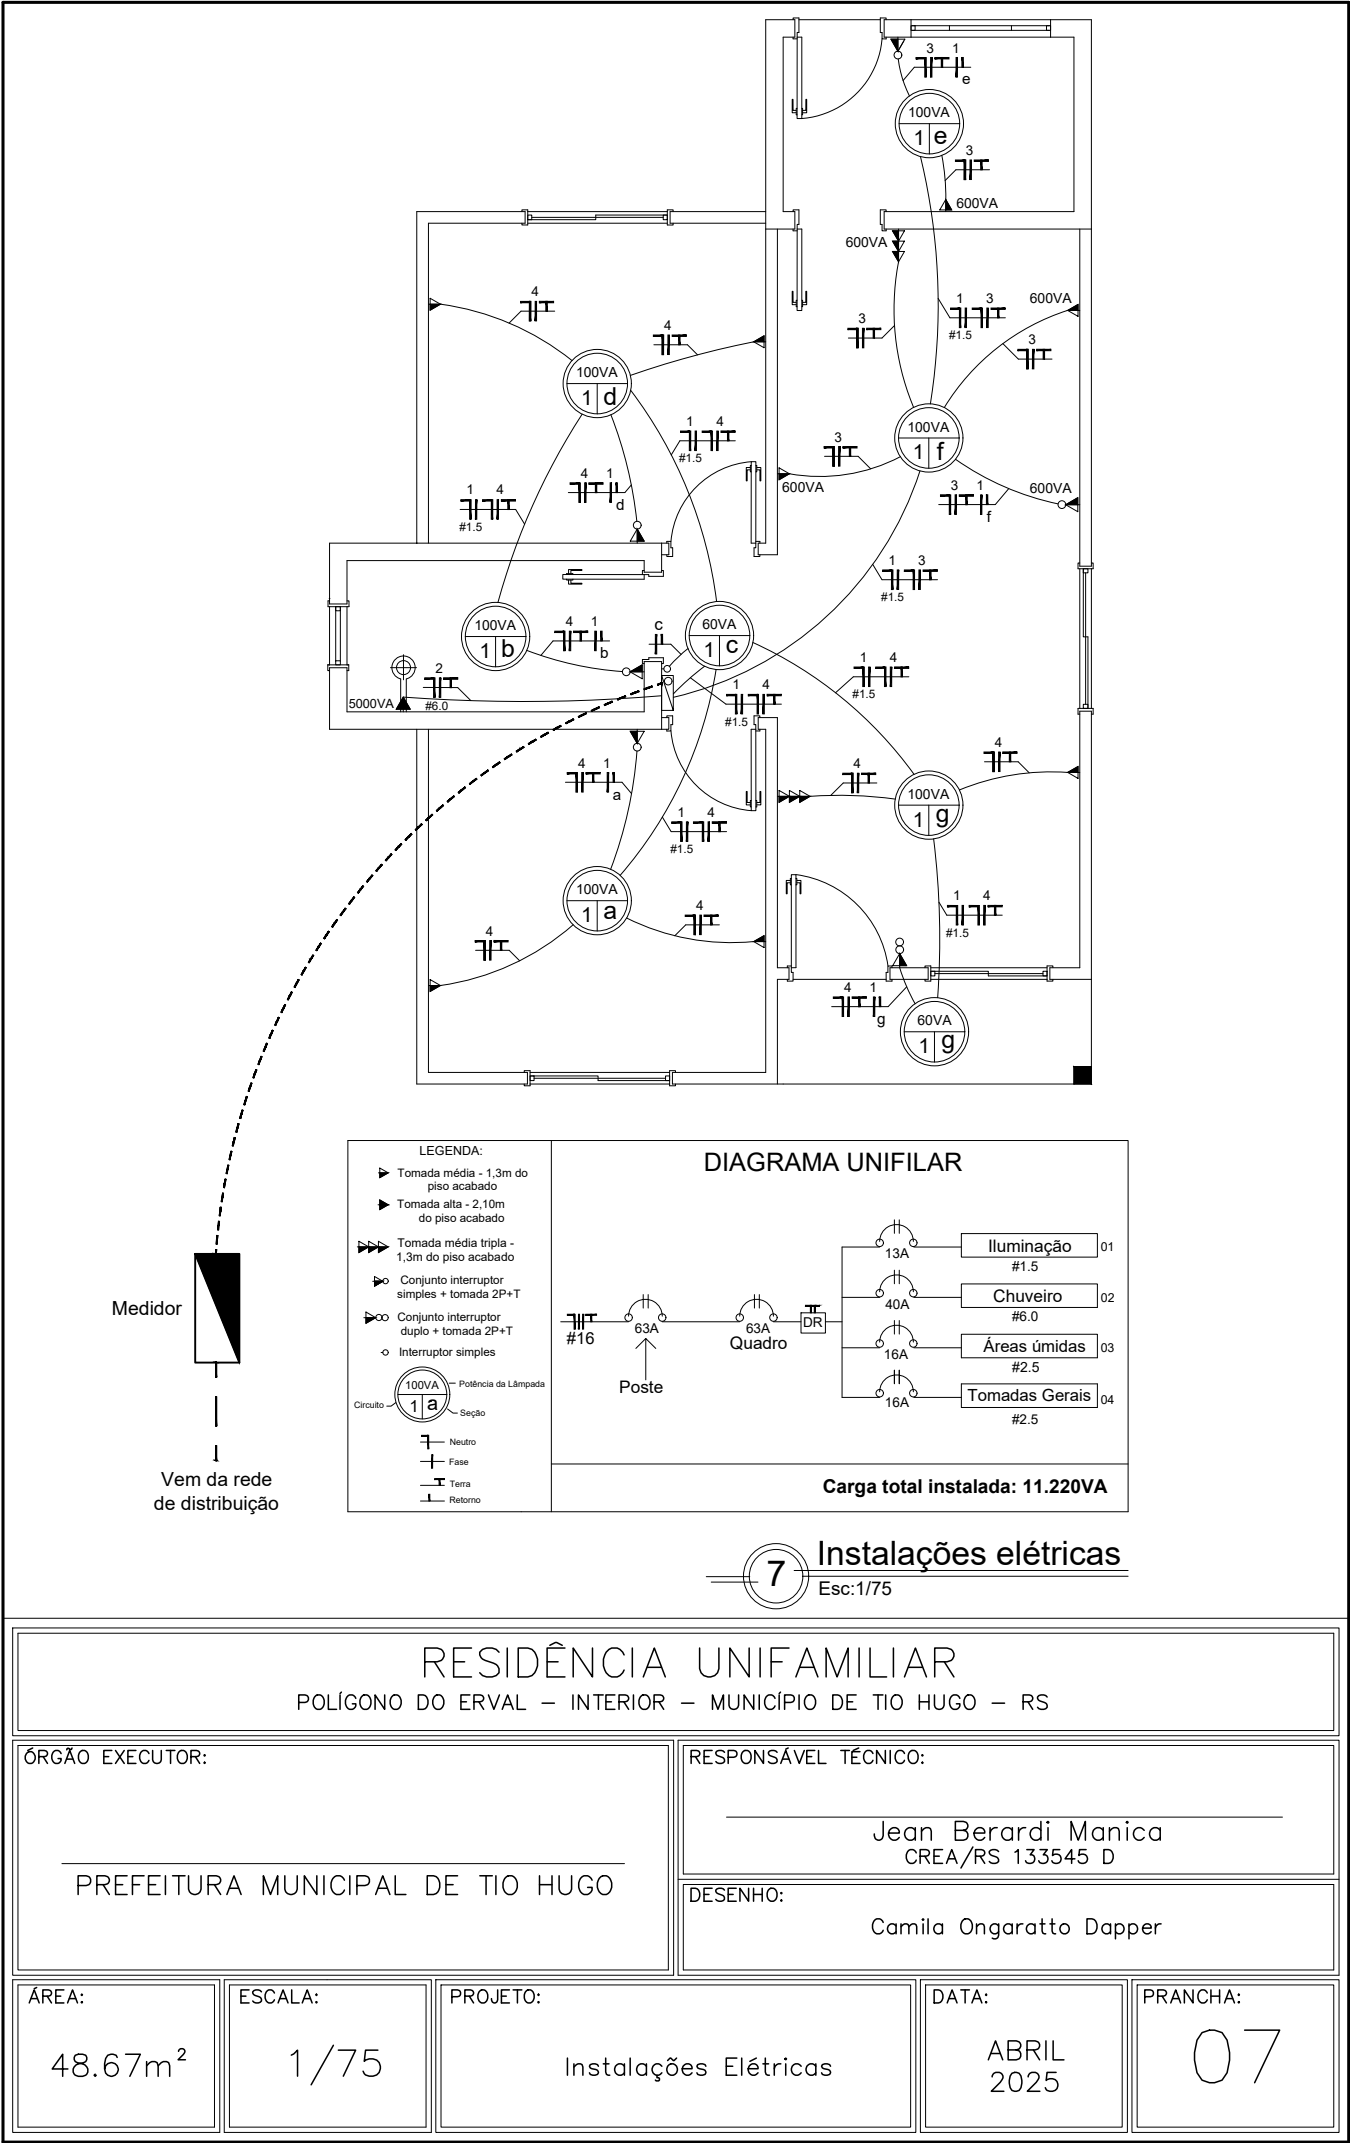 3 1
e
100VA
1 e
3
600VA
600VA
4
1 3
#1.5
600VA
4
3
3
100VA
1 d
100VA
1 f
1 4
#1.5
3
600VA
4 1
d
3 1
f
600VA
1 4
#1.5
1 3
#1.5
100VA
1 b
4 1
b
c
60VA
1 c
2
#6.0
5000VA
1 4
#1.5
1 4
#1.5
4 1
a
4
4
100VA
1 g
1 4
#1.5
100VA
1 a
4
4
1 4
#1.5
4 1
g
60VA
1 g
Medidor
Vem da rede
de distribuição
LEGENDA:
Tomada média - 1,3m do
piso acabado
Tomada alta - 2,10m
do piso acabado
Tomada média tripla -
1,3m do piso acabado
Conjunto interruptor
simples + tomada 2P+T
Conjunto interruptor
duplo + tomada 2P+T
Interruptor simples
100VA
1 a
Potência da Lâmpada
Circuito
Seção
Neutro
Fase
Terra
Retorno
DIAGRAMA UNIFILAR
#16
63A
Poste
63A
Quadro
DR
13A
Iluminação
01
#1.5
40A
Chuveiro
02
#6.0
16A
Áreas úmidas
03
#2.5
16A
Tomadas Gerais
04
#2.5
Carga total instalada: 11.220VA
7
Instalações elétricas
Esc:1/75
RESIDÊNCIA UNIFAMILIAR
POLÍGONO DO ERVAL – INTERIOR – MUNICÍPIO DE TIO HUGO – RS
ÓRGÃO EXECUTOR:
PREFEITURA MUNICIPAL DE TIO HUGO
RESPONSÁVEL TÉCNICO:
Jean Berardi Manica
CREA/RS 133545 D
DESENHO:
Camila Ongaratto Dapper
ÁREA:
48.67m²
ESCALA:
1/75
PROJETO:
Instalações Elétricas
DATA:
ABRIL
2025
PRANCHA:
07